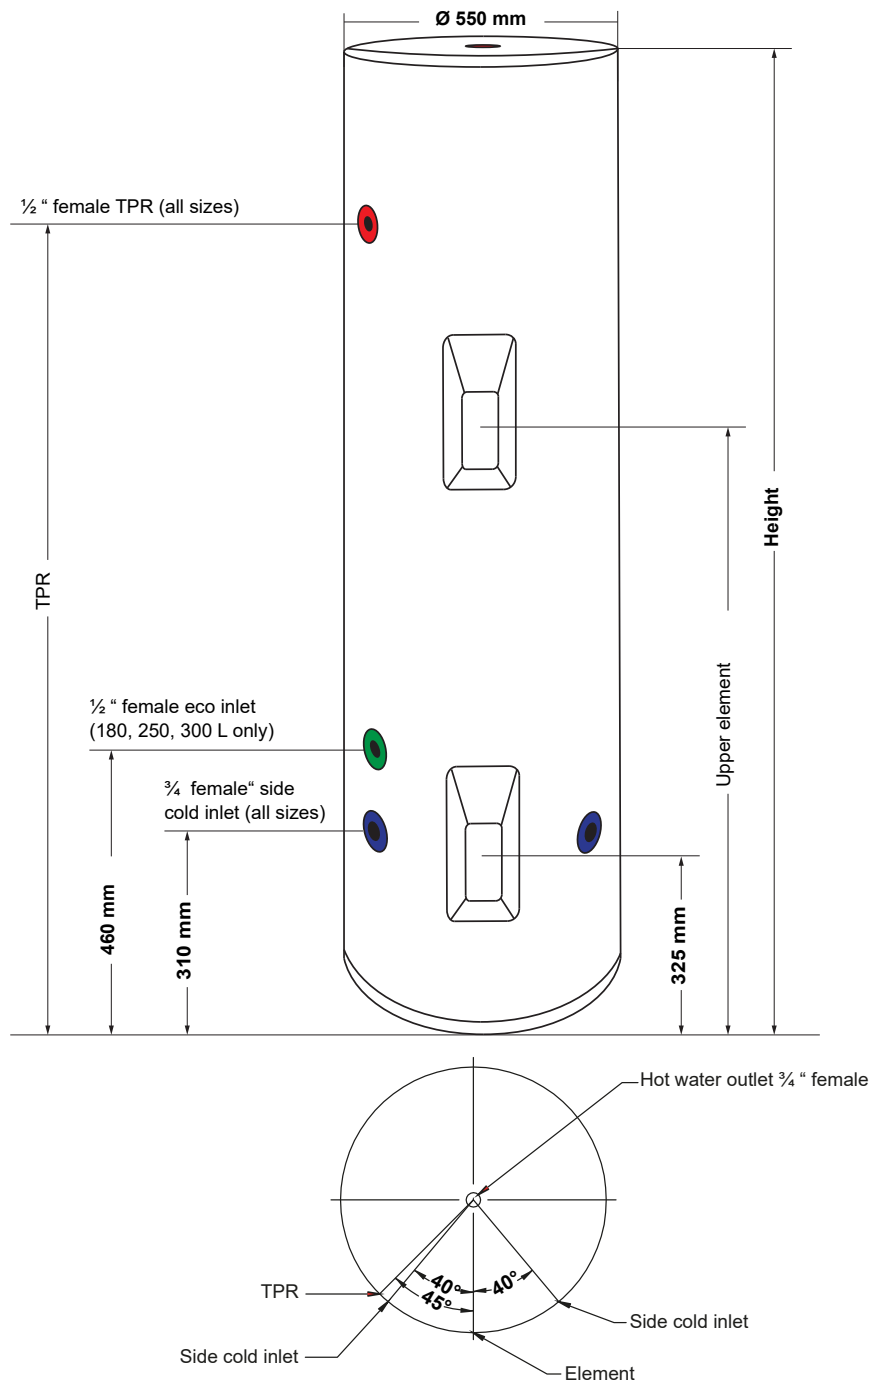 Ø 550 mm
½ “ female TPR (all sizes)
Height
TPR
Upper element
½ “ female eco inlet
(180, 250, 300 L only)
¾ female“ side
cold inlet (all sizes)
460 mm
310 mm
325 mm
Hot water outlet ¾ “ female
40°
40°
45°
TPR
Side cold inlet
Side cold inlet
Element